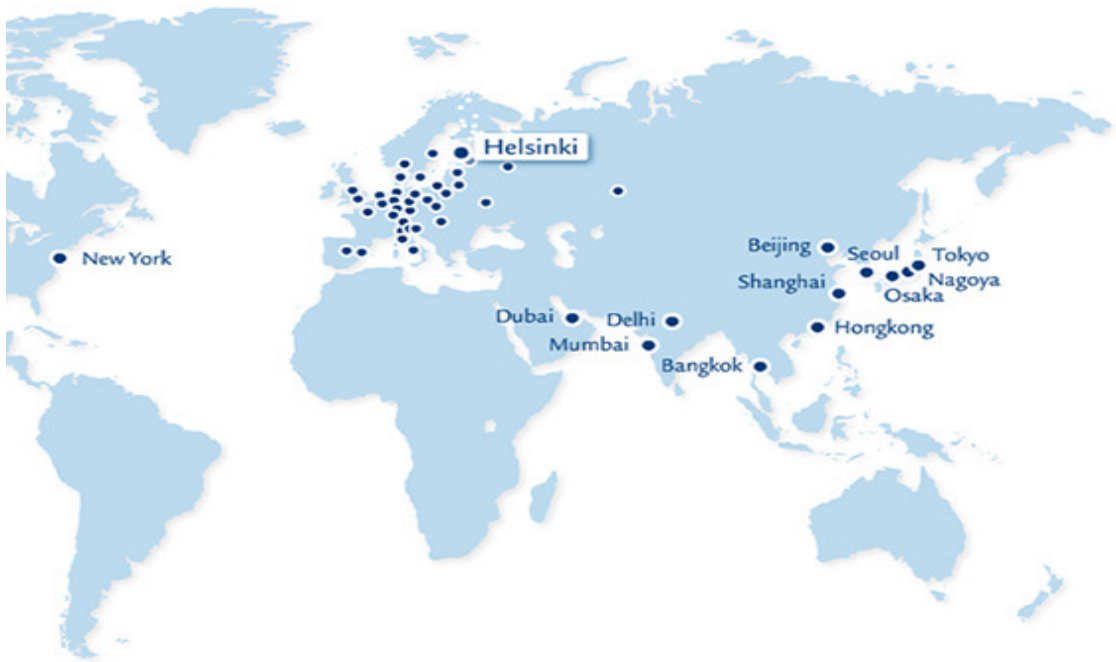 Helsinki
New York
Beijing
Seoul
Tokyo
Shanghai
Nagoya
Osaka
Dubai
Delhi
Hongkong
Mumbai
Bangkok